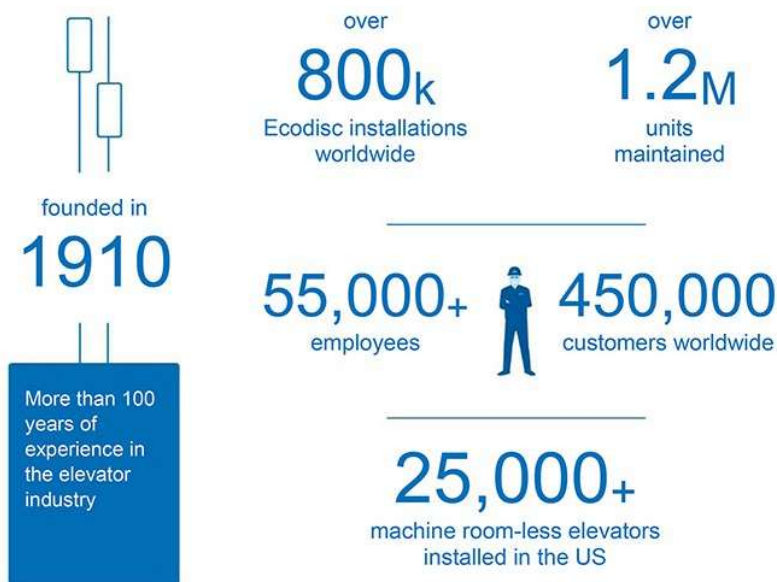 founded in
1910
More than 100
years of
experience in
the elevator
industry
over
800k
Ecodisc installations
worldwide
over
1.2M
units
maintained
55,000+
employees
450,000
customers worldwide
25,000+
machine room-less elevators
installed in the US